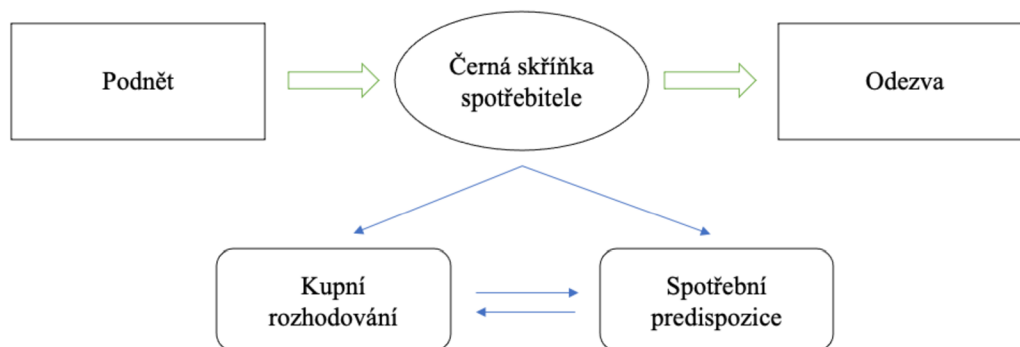 Podnět
Černá skříňka
spotřebitele
Odezva
Kupní
rozhodování
Spotřební
predispozice